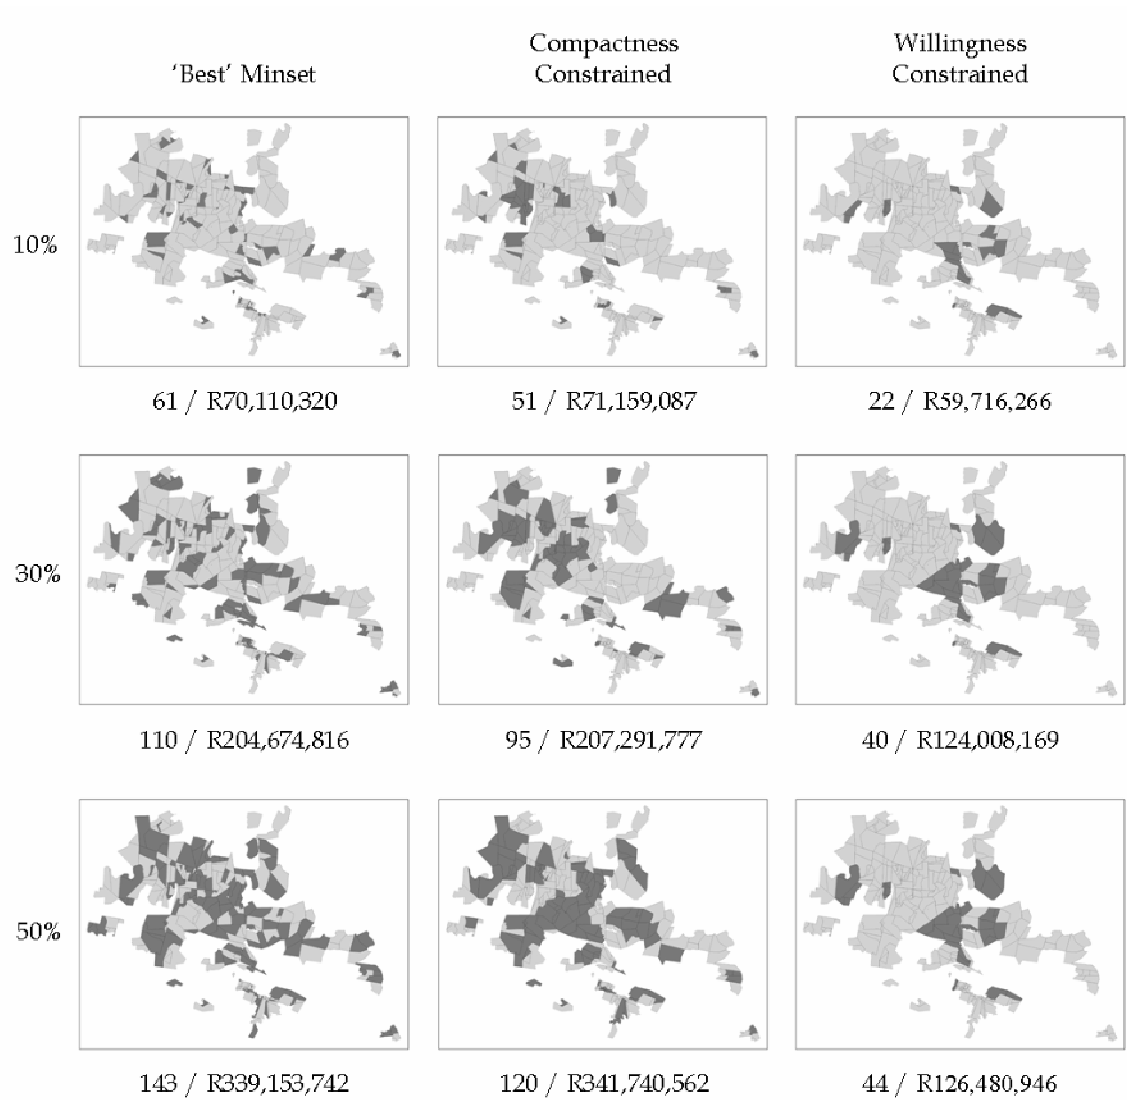 'Best' Minset
Compactness
Constrained
Willingness
Constrained
10%
61 / R70,110,320
51 / R71,159,087
22 / R59,716,266
30%
110 / R204,674,816
95 / R207,291,777
40 / R124,008,169
50%
143 / R339,153,742
120 / R341,740,562
44 / R126,480,946